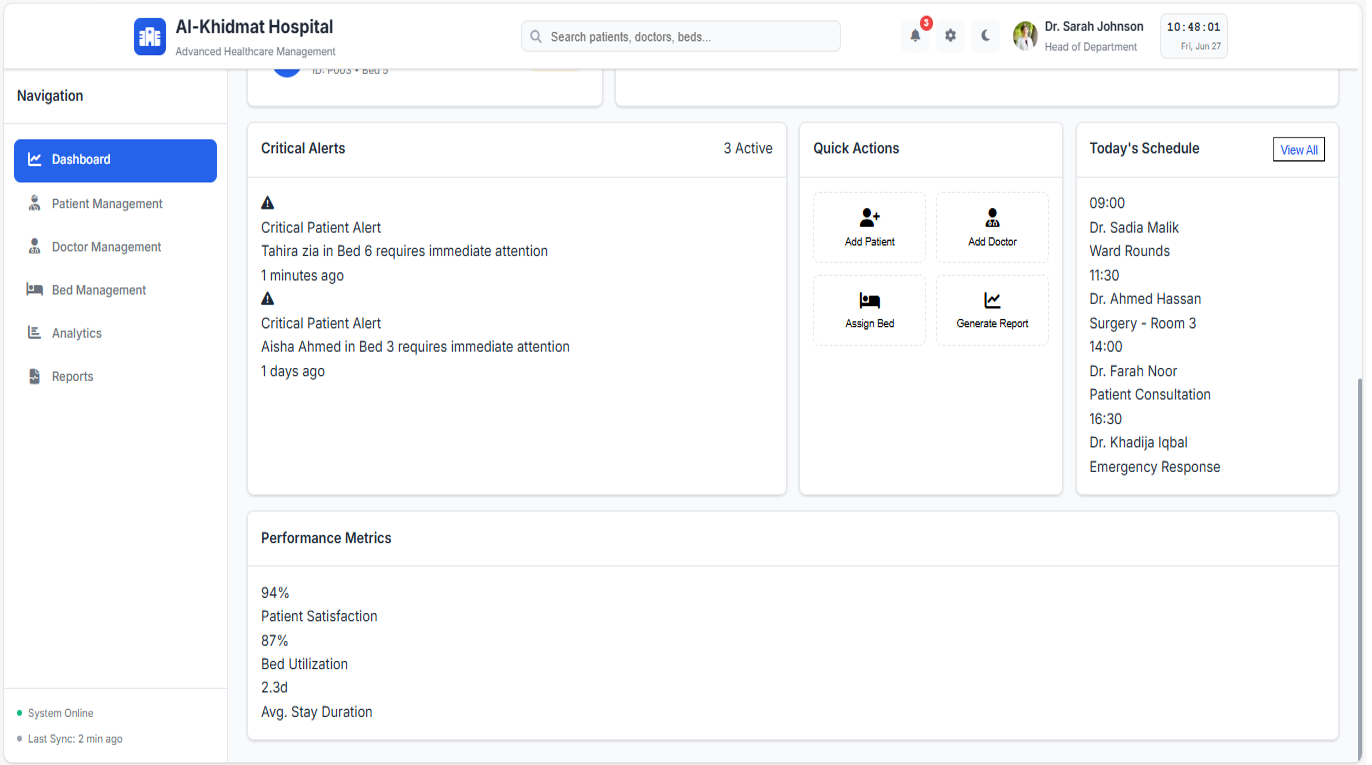 Al-Khidmat Hospital
Advanced Healthcare Management
Search patients, doctors, beds...
3
Dr. Sarah Johnson
Head of Department
10:48:01
Fri, Jun 27
Navigation
Dashboard
Patient Management
Doctor Management
Bed Management
Analytics
Reports
System Online
Last Sync: 2 min ago
ID: P003 • Bed 5
Critical Alerts
3 Active
Critical Patient Alert
Tahira zia in Bed 6 requires immediate attention
1 minutes ago
Critical Patient Alert
Aisha Ahmed in Bed 3 requires immediate attention
1 days ago
Quick Actions
Add Patient
Add Doctor
Assign Bed
Generate Report
Today's Schedule
View All
09:00
Dr. Sadia Malik
Ward Rounds
11:30
Dr. Ahmed Hassan
Surgery - Room 3
14:00
Dr. Farah Noor
Patient Consultation
16:30
Dr. Khadija Iqbal
Emergency Response
Performance Metrics
94%
Patient Satisfaction
87%
Bed Utilization
2.3d
Avg. Stay Duration